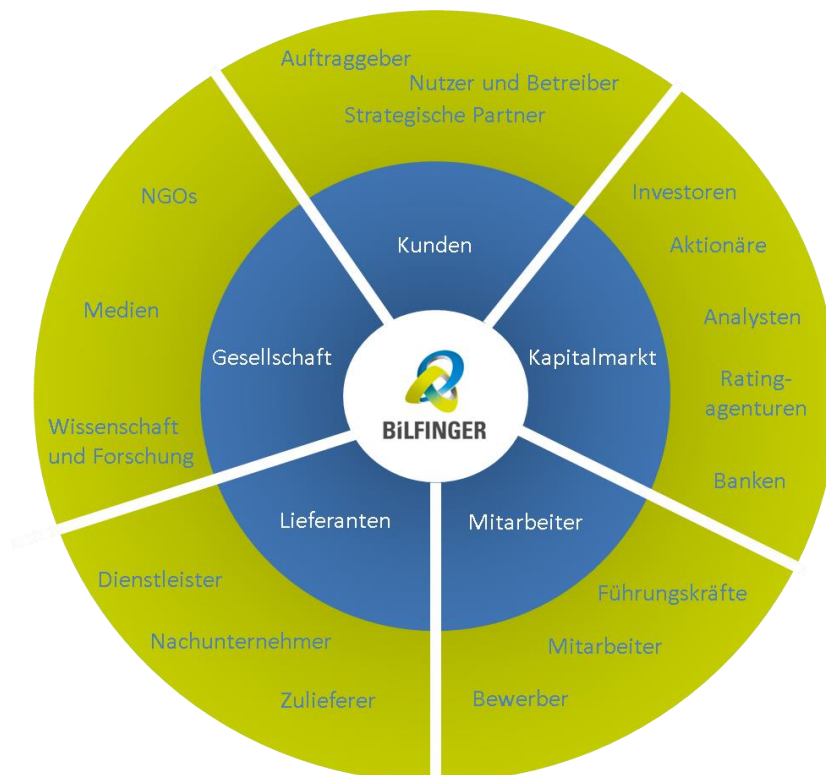 Auftraggeber
Nutzer und Betreiber
Strategische Partner
NGOs
Investoren
Kunden
Aktionäre
Medien
Analysten
Gesellschaft
Kapitalmarkt
Rating-
agenturen
BiLFINGER
Wissenschaft
und Forschung
Banken
Lieferanten
Mitarbeiter
Dienstleister
Führungskräfte
Nachunternehmer
Mitarbeiter
Zulieferer
Bewerber